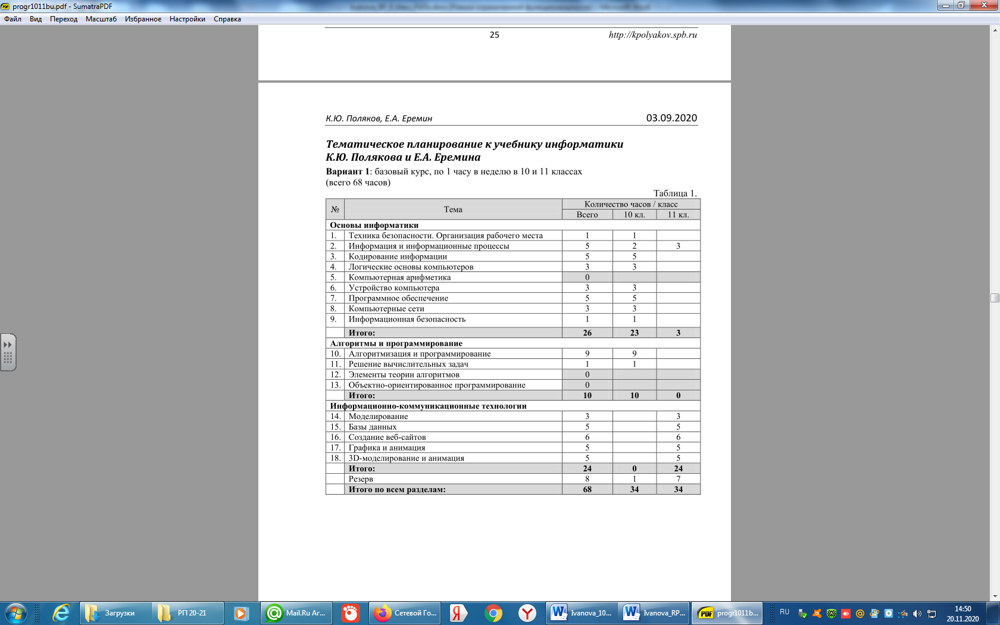 progr1011bu.pdf - SumatraPDF
Файл Вид Переход Масштаб Избранное Настройки Справка
25 http://kpolyakov.spb.ru
К.Ю. Поляков, Е.А. Еремин 03.09.2020
Тематическое планирование к учебнику информатики
К.Ю. Полякова и Е.А. Еремина
Вариант 1: базовый курс, по 1 часу в неделю в 10 и 11 классах
(всего 68 часов)
Таблица 1.
№ Тема Количество часов / класс
Всего 10 кл. 11 кл.
Основы информатики
1. Техника безопасности. Организация рабочего места 1 1
2. Информация и информационные процессы 5 2 3
3. Кодирование информации 5 5
4. Логические основы компьютеров 3 3
5. Компьютерная арифметика 0
6. Устройство компьютера 3 3
7. Программное обеспечение 5 5
8. Компьютерные сети 3 3
9. Информационная безопасность 1 1
Итого: 26 23 3
Алгоритмы и программирование
10. Алгоритмизация и программирование 9 9
11. Решение вычислительных задач 1 1
12. Элементы теории алгоритмов 0
13. Объектно-ориентированное программирование 0
Итого: 10 10 0
Информационно-коммуникационные технологии
14. Моделирование 3 3
15. Базы данных 5 5
16. Создание веб-сайтов 6 6
17. Графика и анимация 5 5
18. 3D-моделирование и анимация 5 5
Итого: 24 0 24
Резерв 8 1 7
Итого по всем разделам: 68 34 34
Загрузки РП 20-21 Mail.Ru Аг... Сетевой Го... Ivanova_10... Ivanova_RP... progr1011b... RU 14:50
20.11.2020